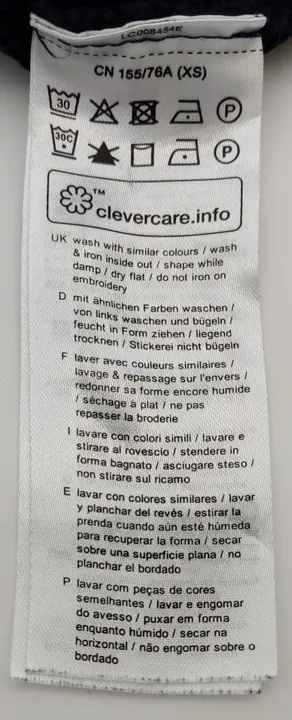 LC008454E
CN 155/76A (XS)
30 P
30C P
TM
clevercare.info
UK wash with similar colours / wash
& iron inside out / shape while
damp / dry flat / do not iron on
embroidery
D mit ähnlichen Farben waschen /
von links waschen und bügeln /
feucht in Form ziehen / liegend
trocknen / Stickerei nicht bügeln
F laver avec couleurs similaires /
lavage & repassage sur l'envers /
redonner sa forme encore humide
/ séchage à plat / ne pas
repasser la broderie
I lavare con colori simili / lavare e
stirare al rovescio / stendere in
forma bagnato / asciugare steso /
non stirare sul ricamo
E lavar con colores similares / lavar
y planchar del revés / estirar la
prenda cuando aún esté húmeda
para recuperar la forma / secar
sobre una superficie plana / no
planchar el bordado
P lavar com peças de cores
semelhantes / lavar e engomar
do avesso / puxar em forma
enquanto húmido / secar na
horizontal / não engomar sobre o
bordado